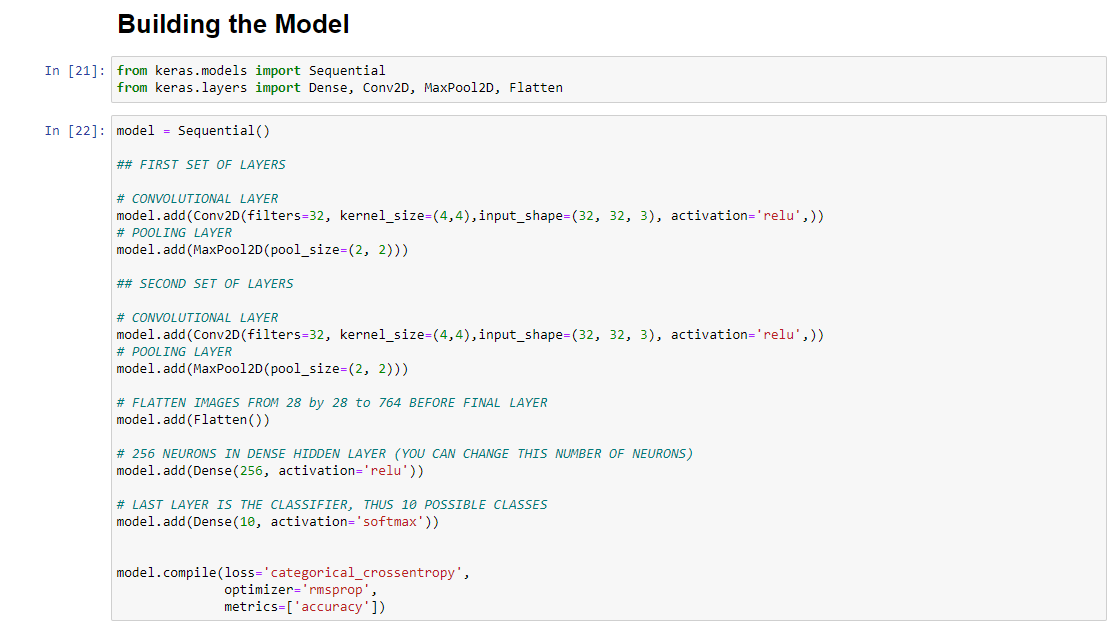 Building the Model
In [21]: from keras.models import Sequential
from keras.layers import Dense, Conv2D, MaxPool2D, Flatten
In [22]: model = Sequential()
## FIRST SET OF LAYERS
# CONVOLUTIONAL LAYER
model.add(Conv2D(filters=32, kernel_size=(4,4),input_shape=(32, 32, 3), activation='relu',))
# POOLING LAYER
model.add(MaxPool2D(pool_size=(2, 2)))
## SECOND SET OF LAYERS
# CONVOLUTIONAL LAYER
model.add(Conv2D(filters=32, kernel_size=(4,4),input_shape=(32, 32, 3), activation='relu',))
# POOLING LAYER
model.add(MaxPool2D(pool_size=(2, 2)))
# FLATTEN IMAGES FROM 28 by 28 to 764 BEFORE FINAL LAYER
model.add(Flatten())
# 256 NEURONS IN DENSE HIDDEN LAYER (YOU CAN CHANGE THIS NUMBER OF NEURONS)
model.add(Dense(256, activation='relu'))
# LAST LAYER IS THE CLASSIFIER, THUS 10 POSSIBLE CLASSES
model.add(Dense(10, activation='softmax'))
model.compile(loss='categorical_crossentropy',
optimizer='rmsprop',
metrics=['accuracy'])